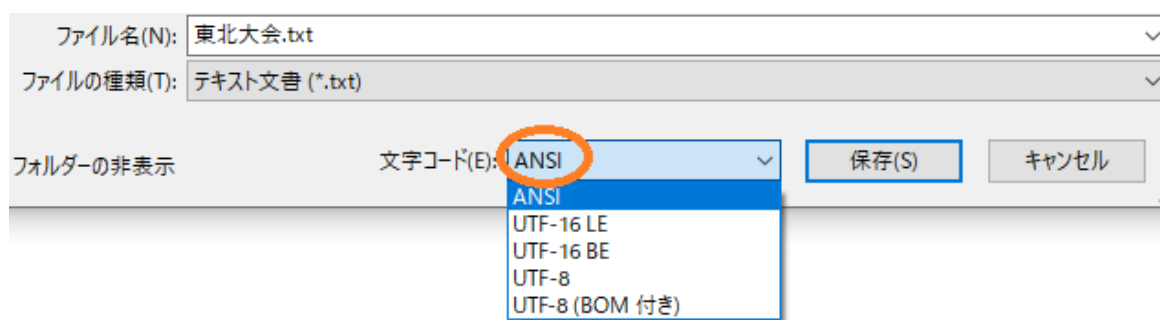 ファイル名(N): 東北大会.txt
ファイルの種類(T): テキスト文書 (*.txt)
フォルダーの非表示 文字コード(E): ANSI 保存(S) キャンセル
ANSI
UTF-16 LE
UTF-16 BE
UTF-8
UTF-8 (BOM 付き)